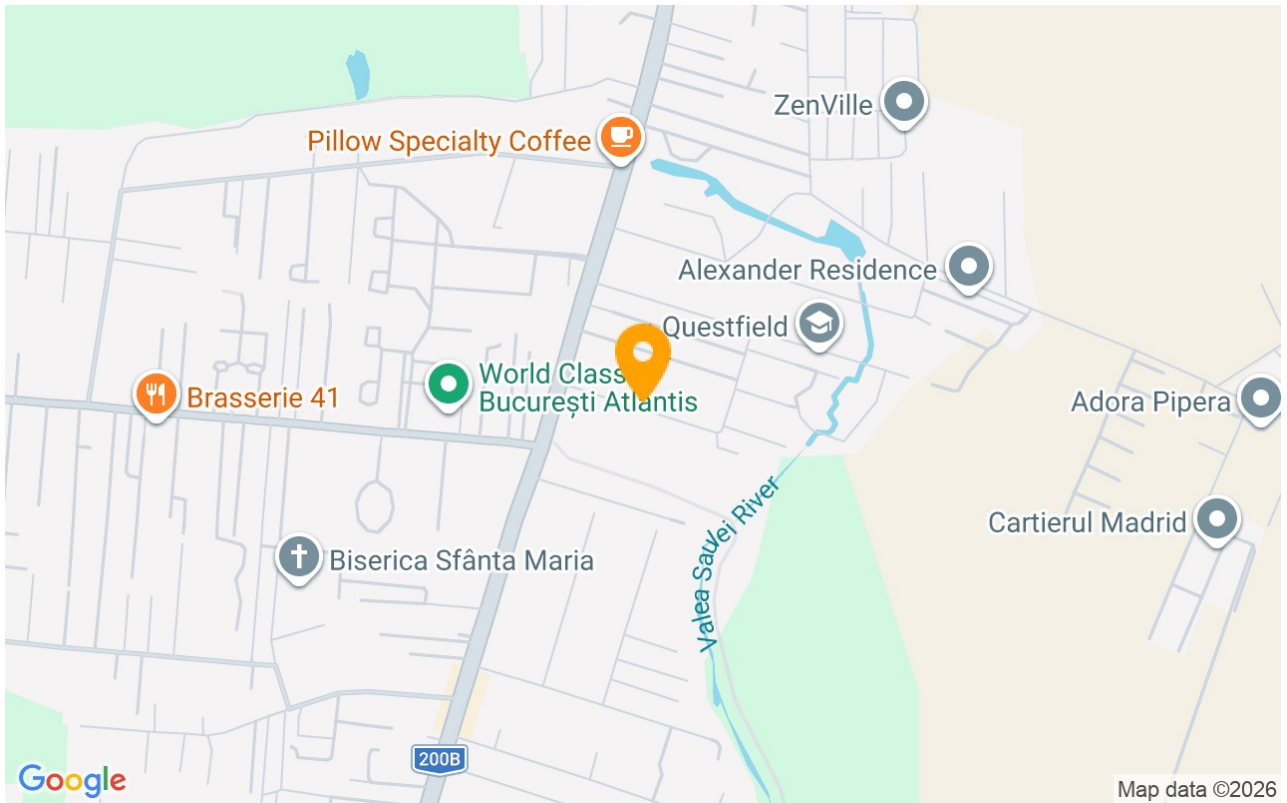 ZenVille
Pillow Specialty Coffee
Alexander Residence
Questfield
World Class
București Atlantis
Brasserie 41
Adora Pipera
Cartierul Madrid
Biserica Sfânta Maria
Valea Saulei River
200B
Google
Map data ©2026